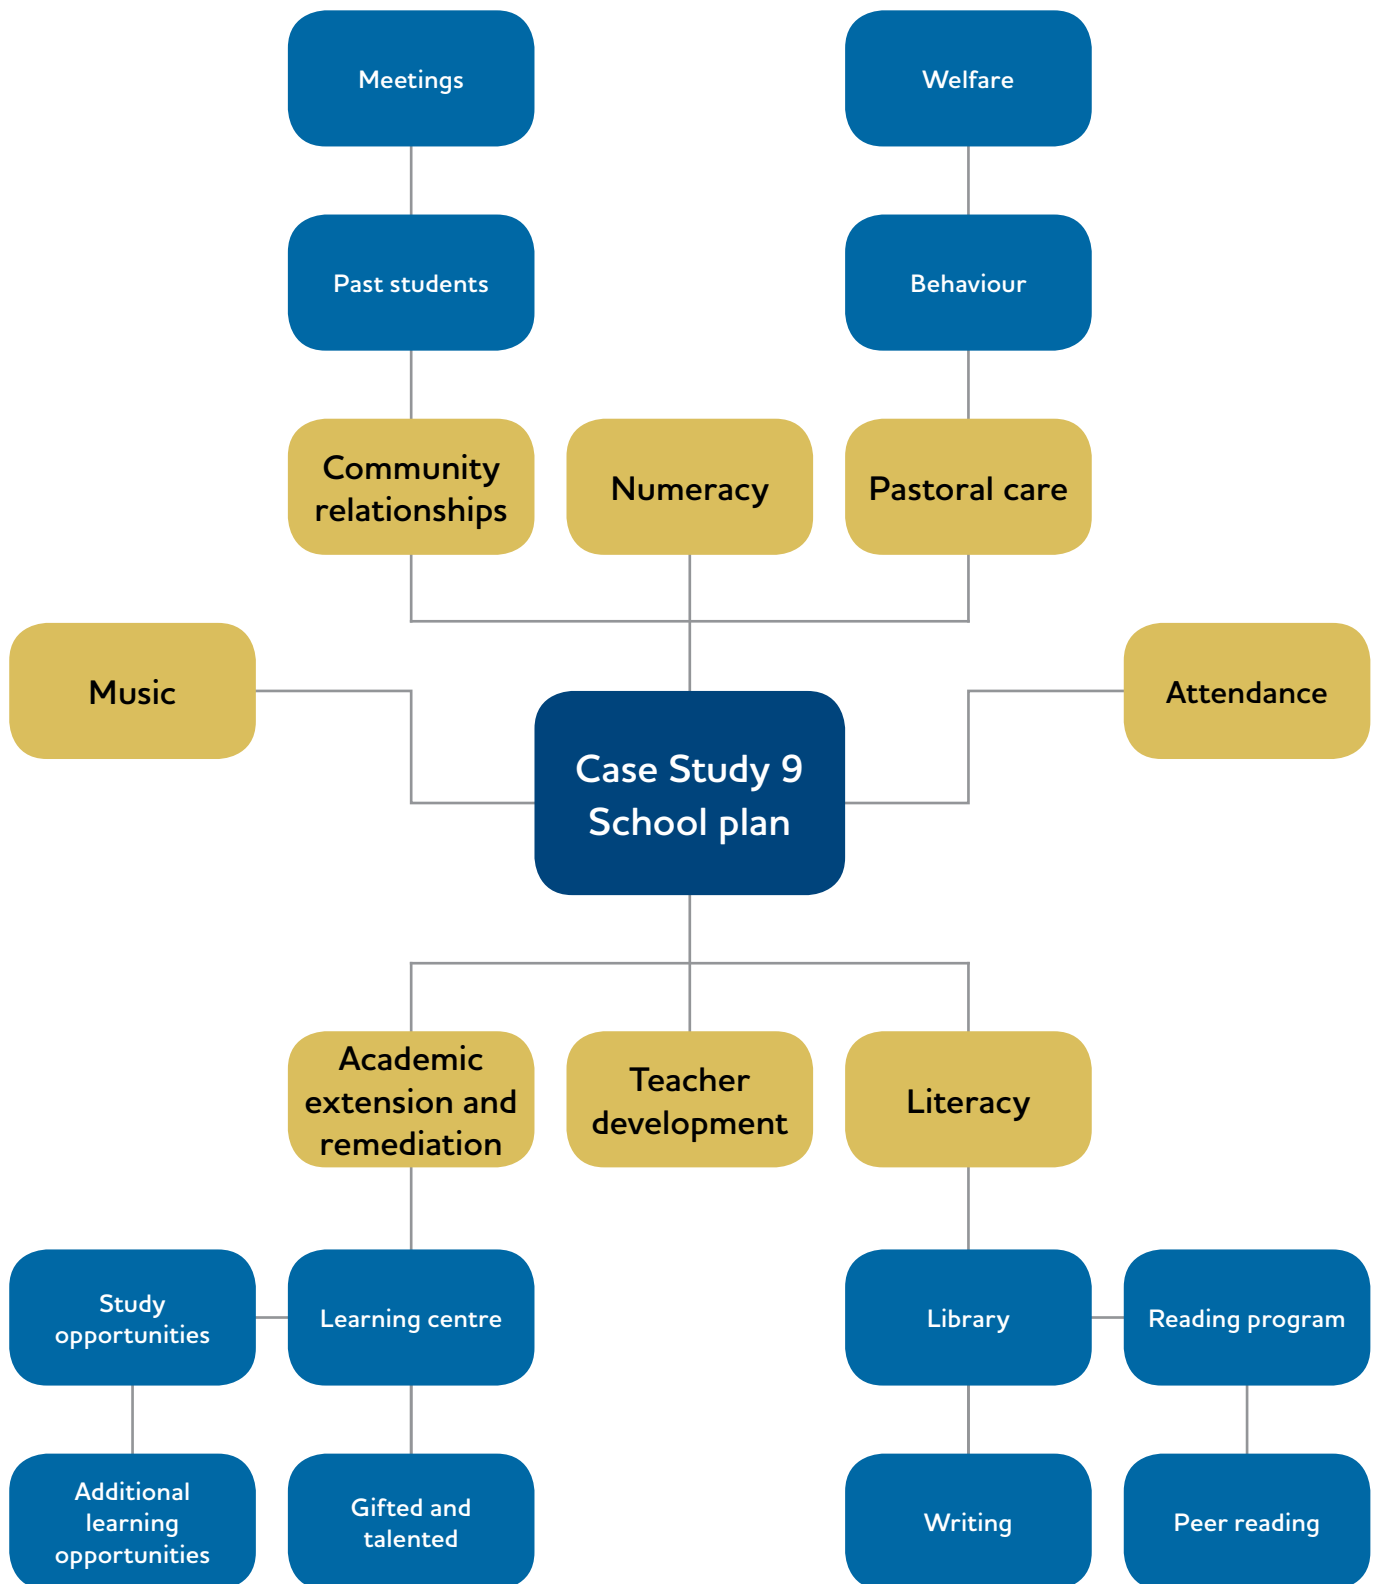 Meetings
Welfare
Past students
Behaviour
Community
relationships
Numeracy
Pastoral care
Music
Attendance
Case Study 9
School plan
Academic
extension and
remediation
Teacher
development
Literacy
Study
opportunities
Learning centre
Library
Reading program
Additional
learning
opportunities
Gifted and
talented
Writing
Peer reading